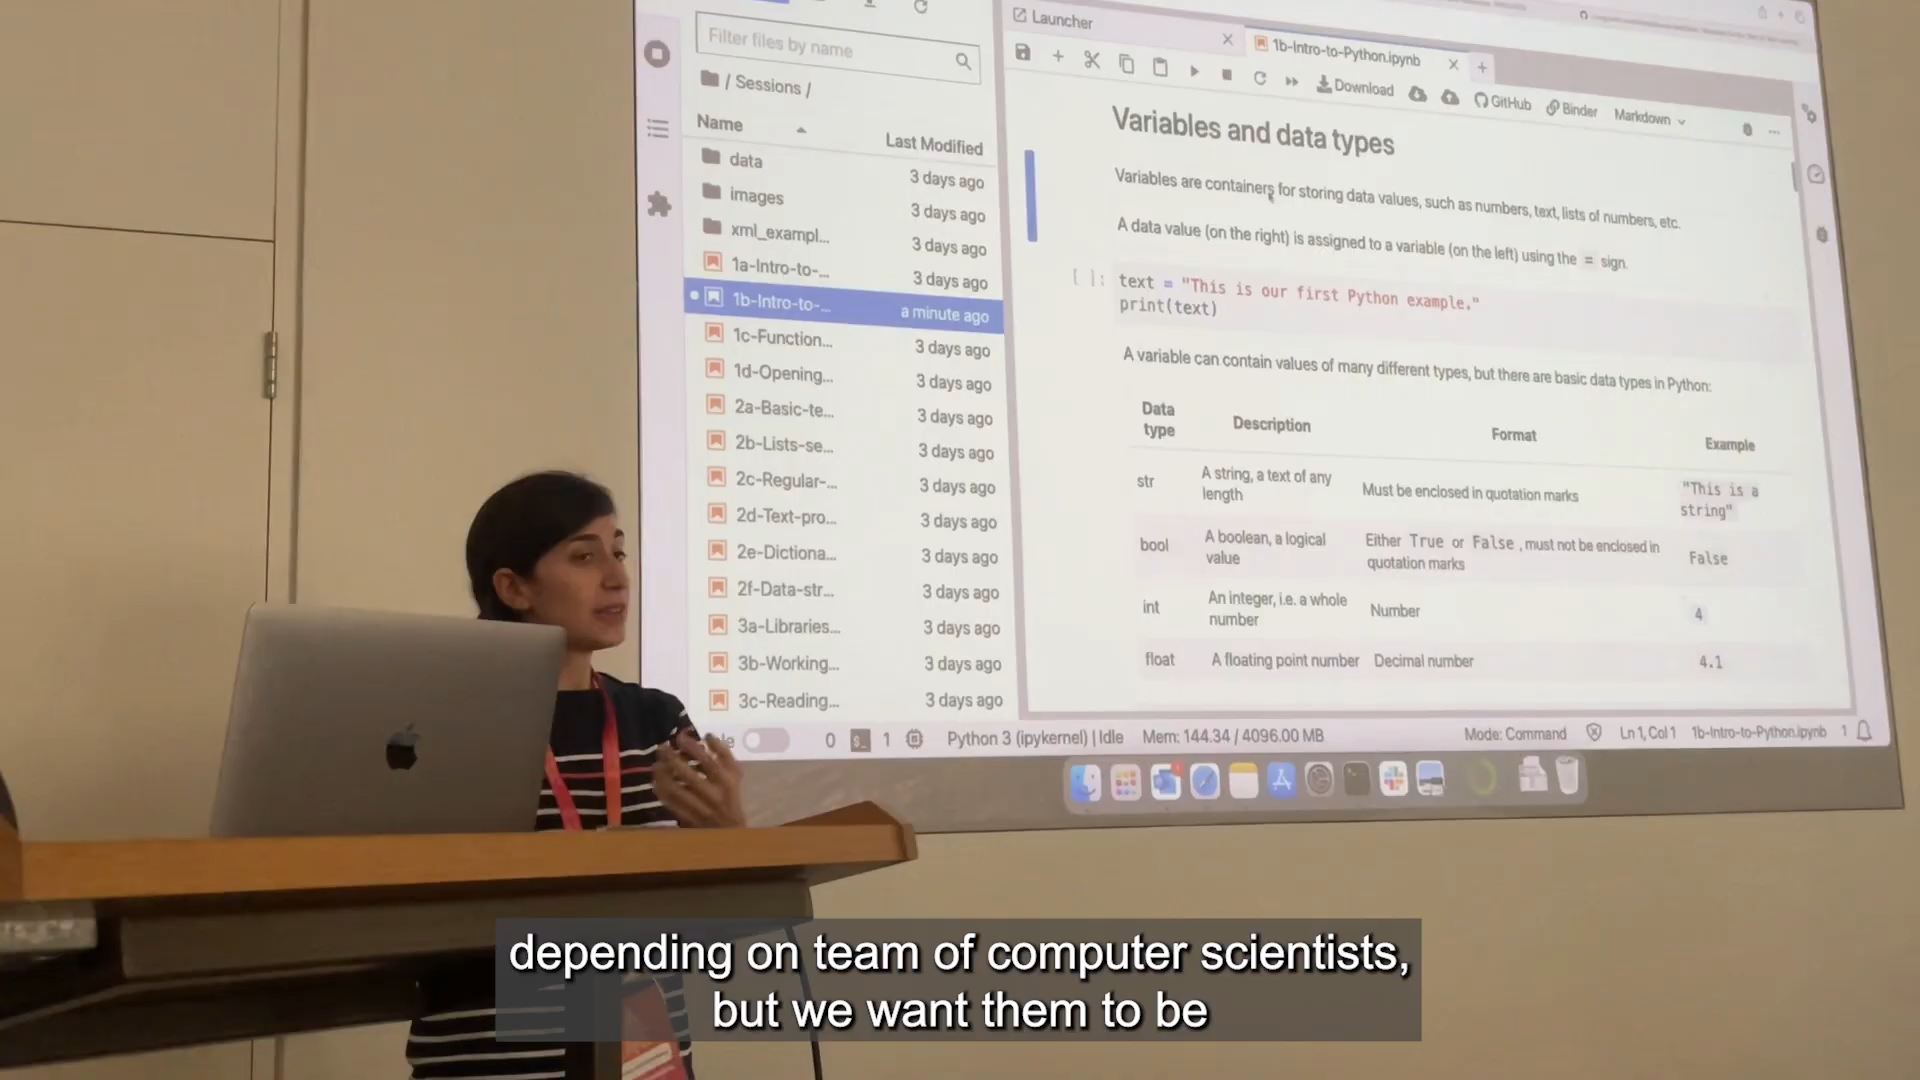 Launcher
1b-Intro-to-Python.ipynb
Filter files by name
Download
GitHub
Binder
Markdown
/ Sessions /
Name
Last Modified
data
3 days ago
images
3 days ago
xml_exampl...
3 days ago
1a-Intro-to-...
3 days ago
1b-Intro-to-...
a minute ago
1c-Function...
3 days ago
1d-Opening...
3 days ago
2a-Basic-te...
3 days ago
2b-Lists-se...
3 days ago
2c-Regular-...
3 days ago
2d-Text-pro...
3 days ago
2e-Dictiona...
3 days ago
2f-Data-str...
3 days ago
3a-Libraries...
3 days ago
3b-Working...
3 days ago
3c-Reading...
3 days ago
Variables and data types
Variables are containers for storing data values, such as numbers, text, lists of numbers, etc.
A data value (on the right) is assigned to a variable (on the left) using the = sign.
[ ]: text = "This is our first Python example."
print(text)
A variable can contain values of many different types, but there are basic data types in Python:
Data type
Description
Format
Example
str
A string, a text of any length
Must be enclosed in quotation marks
"This is a string"
bool
A boolean, a logical value
Either True or False , must not be enclosed in quotation marks
False
int
An integer, i.e. a whole number
Number
4
float
A floating point number
Decimal number
4.1
0
1
Python 3 (ipykernel) | Idle
Mem: 144.34 / 4096.00 MB
Mode: Command
Ln 1, Col 1
1b-Intro-to-Python.ipynb
1
depending on team of computer scientists,
but we want them to be